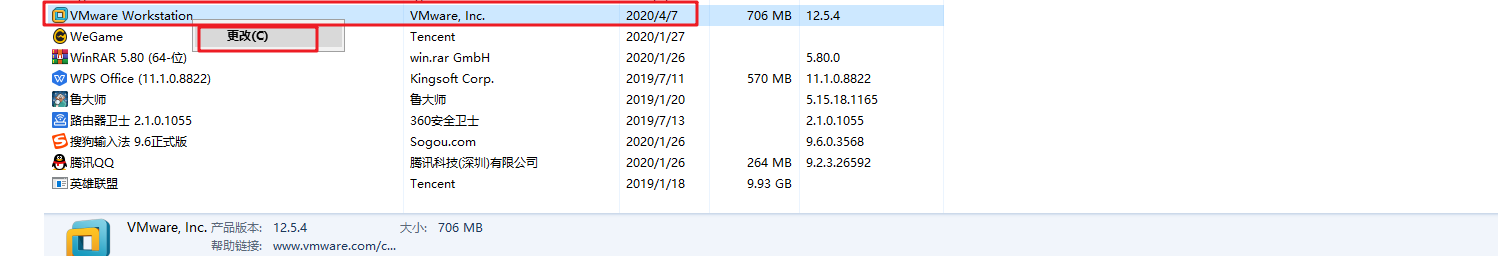 VMware Workstation VMware, Inc. 2020/4/7 706 MB 12.5.4
WeGame Tencent 2020/1/27
更改(C)
WinRAR 5.80 (64-位) win.rar GmbH 2020/1/26 5.80.0
WPS Office (11.1.0.8822) Kingsoft Corp. 2019/7/11 570 MB 11.1.0.8822
鲁大师 鲁大师 2019/1/20 5.15.18.1165
路由器卫士 2.1.0.1055 360安全卫士 2019/7/13 2.1.0.1055
搜狗输入法 9.6正式版 Sogou.com 2020/1/26 9.6.0.3568
腾讯QQ 腾讯科技(深圳)有限公司 2020/1/26 264 MB 9.2.3.26592
英雄联盟 Tencent 2019/1/18 9.93 GB
VMware, Inc. 产品版本: 12.5.4 大小: 706 MB
帮助链接: www.vmware.com/c...